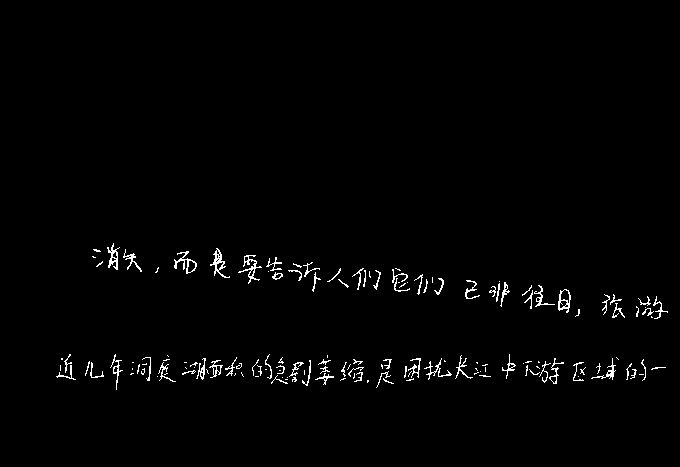 消失，而是要告诉人们它们已非往日，旅游
近几年洞庭湖面积的急剧萎缩，是困扰长江中下游区域的一